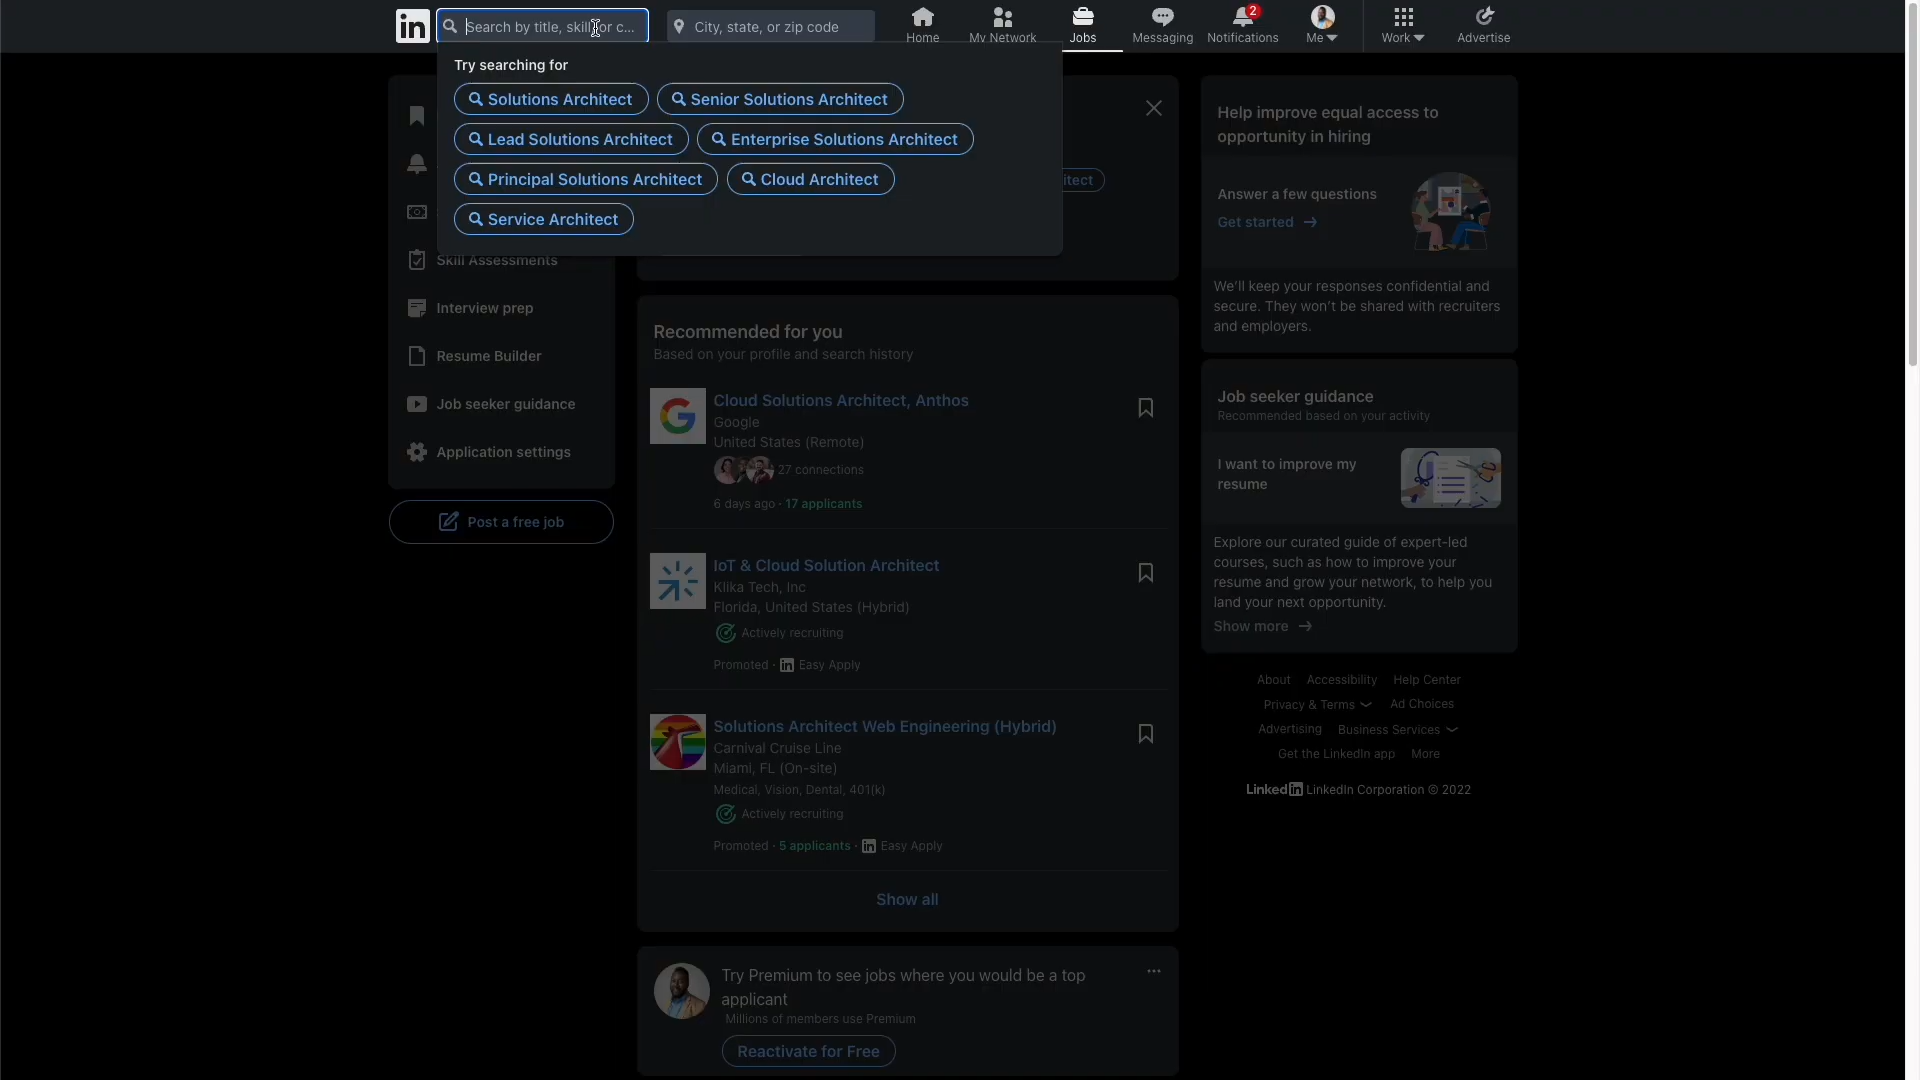 in
Search by title, skill or c...
City, state, or zip code
Home
My Network
Jobs
Messaging
2
Notifications
Me
Work
Advertise
Try searching for
Solutions Architect
Senior Solutions Architect
Lead Solutions Architect
Enterprise Solutions Architect
Principal Solutions Architect
Cloud Architect
Service Architect
itect
Skill Assessments
Interview prep
Resume Builder
Job seeker guidance
Application settings
Post a free job
Recommended for you
Based on your profile and search history
Cloud Solutions Architect, Anthos
Google
United States (Remote)
27 connections
6 days ago · 17 applicants
IoT & Cloud Solution Architect
Klika Tech, Inc
Florida, United States (Hybrid)
Actively recruiting
Promoted · in Easy Apply
Solutions Architect Web Engineering (Hybrid)
Carnival Cruise Line
Miami, FL (On-site)
Medical, Vision, Dental, 401(k)
Actively recruiting
Promoted · 5 applicants · in Easy Apply
Show all
Try Premium to see jobs where you would be a top
applicant
Millions of members use Premium
Reactivate for Free
Help improve equal access to
opportunity in hiring
Answer a few questions
Get started →
We'll keep your responses confidential and
secure. They won't be shared with recruiters
and employers.
Job seeker guidance
Recommended based on your activity
I want to improve my
resume
Explore our curated guide of expert-led
courses, such as how to improve your
resume and grow your network, to help you
land your next opportunity.
Show more →
About Accessibility Help Center
Privacy & Terms Ad Choices
Advertising Business Services
Get the LinkedIn app More
LinkedIn LinkedIn Corporation © 2022